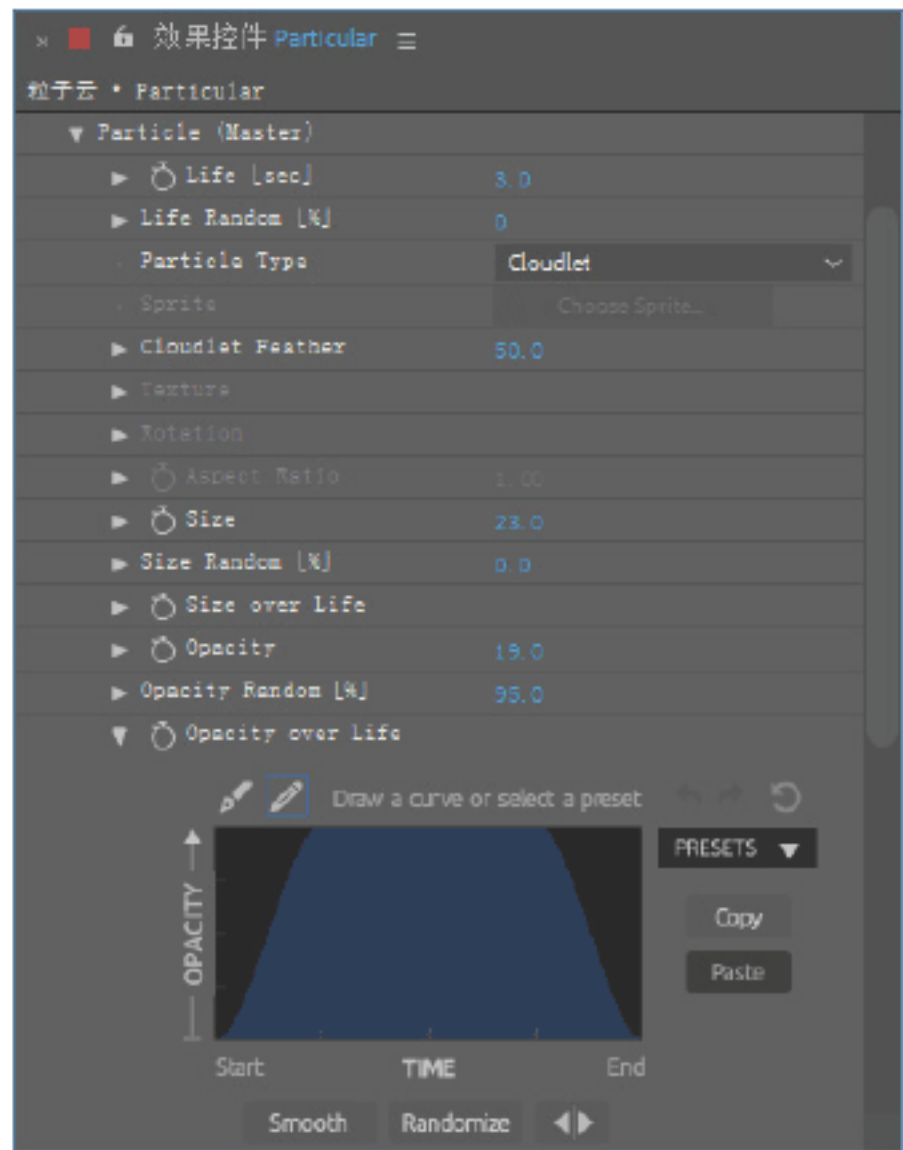 效果控件 Particular
粒子云 • Particular
Particle (Master)
Life [sec] 3.0
Life Random [%] 0
Particle Type Cloudlet
Sprite Choose Sprite...
Cloudlet Feather 50.0
Texture
Rotation
Aspect Ratio 1.00
Size 23.0
Size Random [%] 0.0
Size over Life
Opacity 19.0
Opacity Random [%] 95.0
Opacity over Life
Draw a curve or select a preset
PRESETS
OPACITY
Copy
Paste
Start TIME End
Smooth Randomize